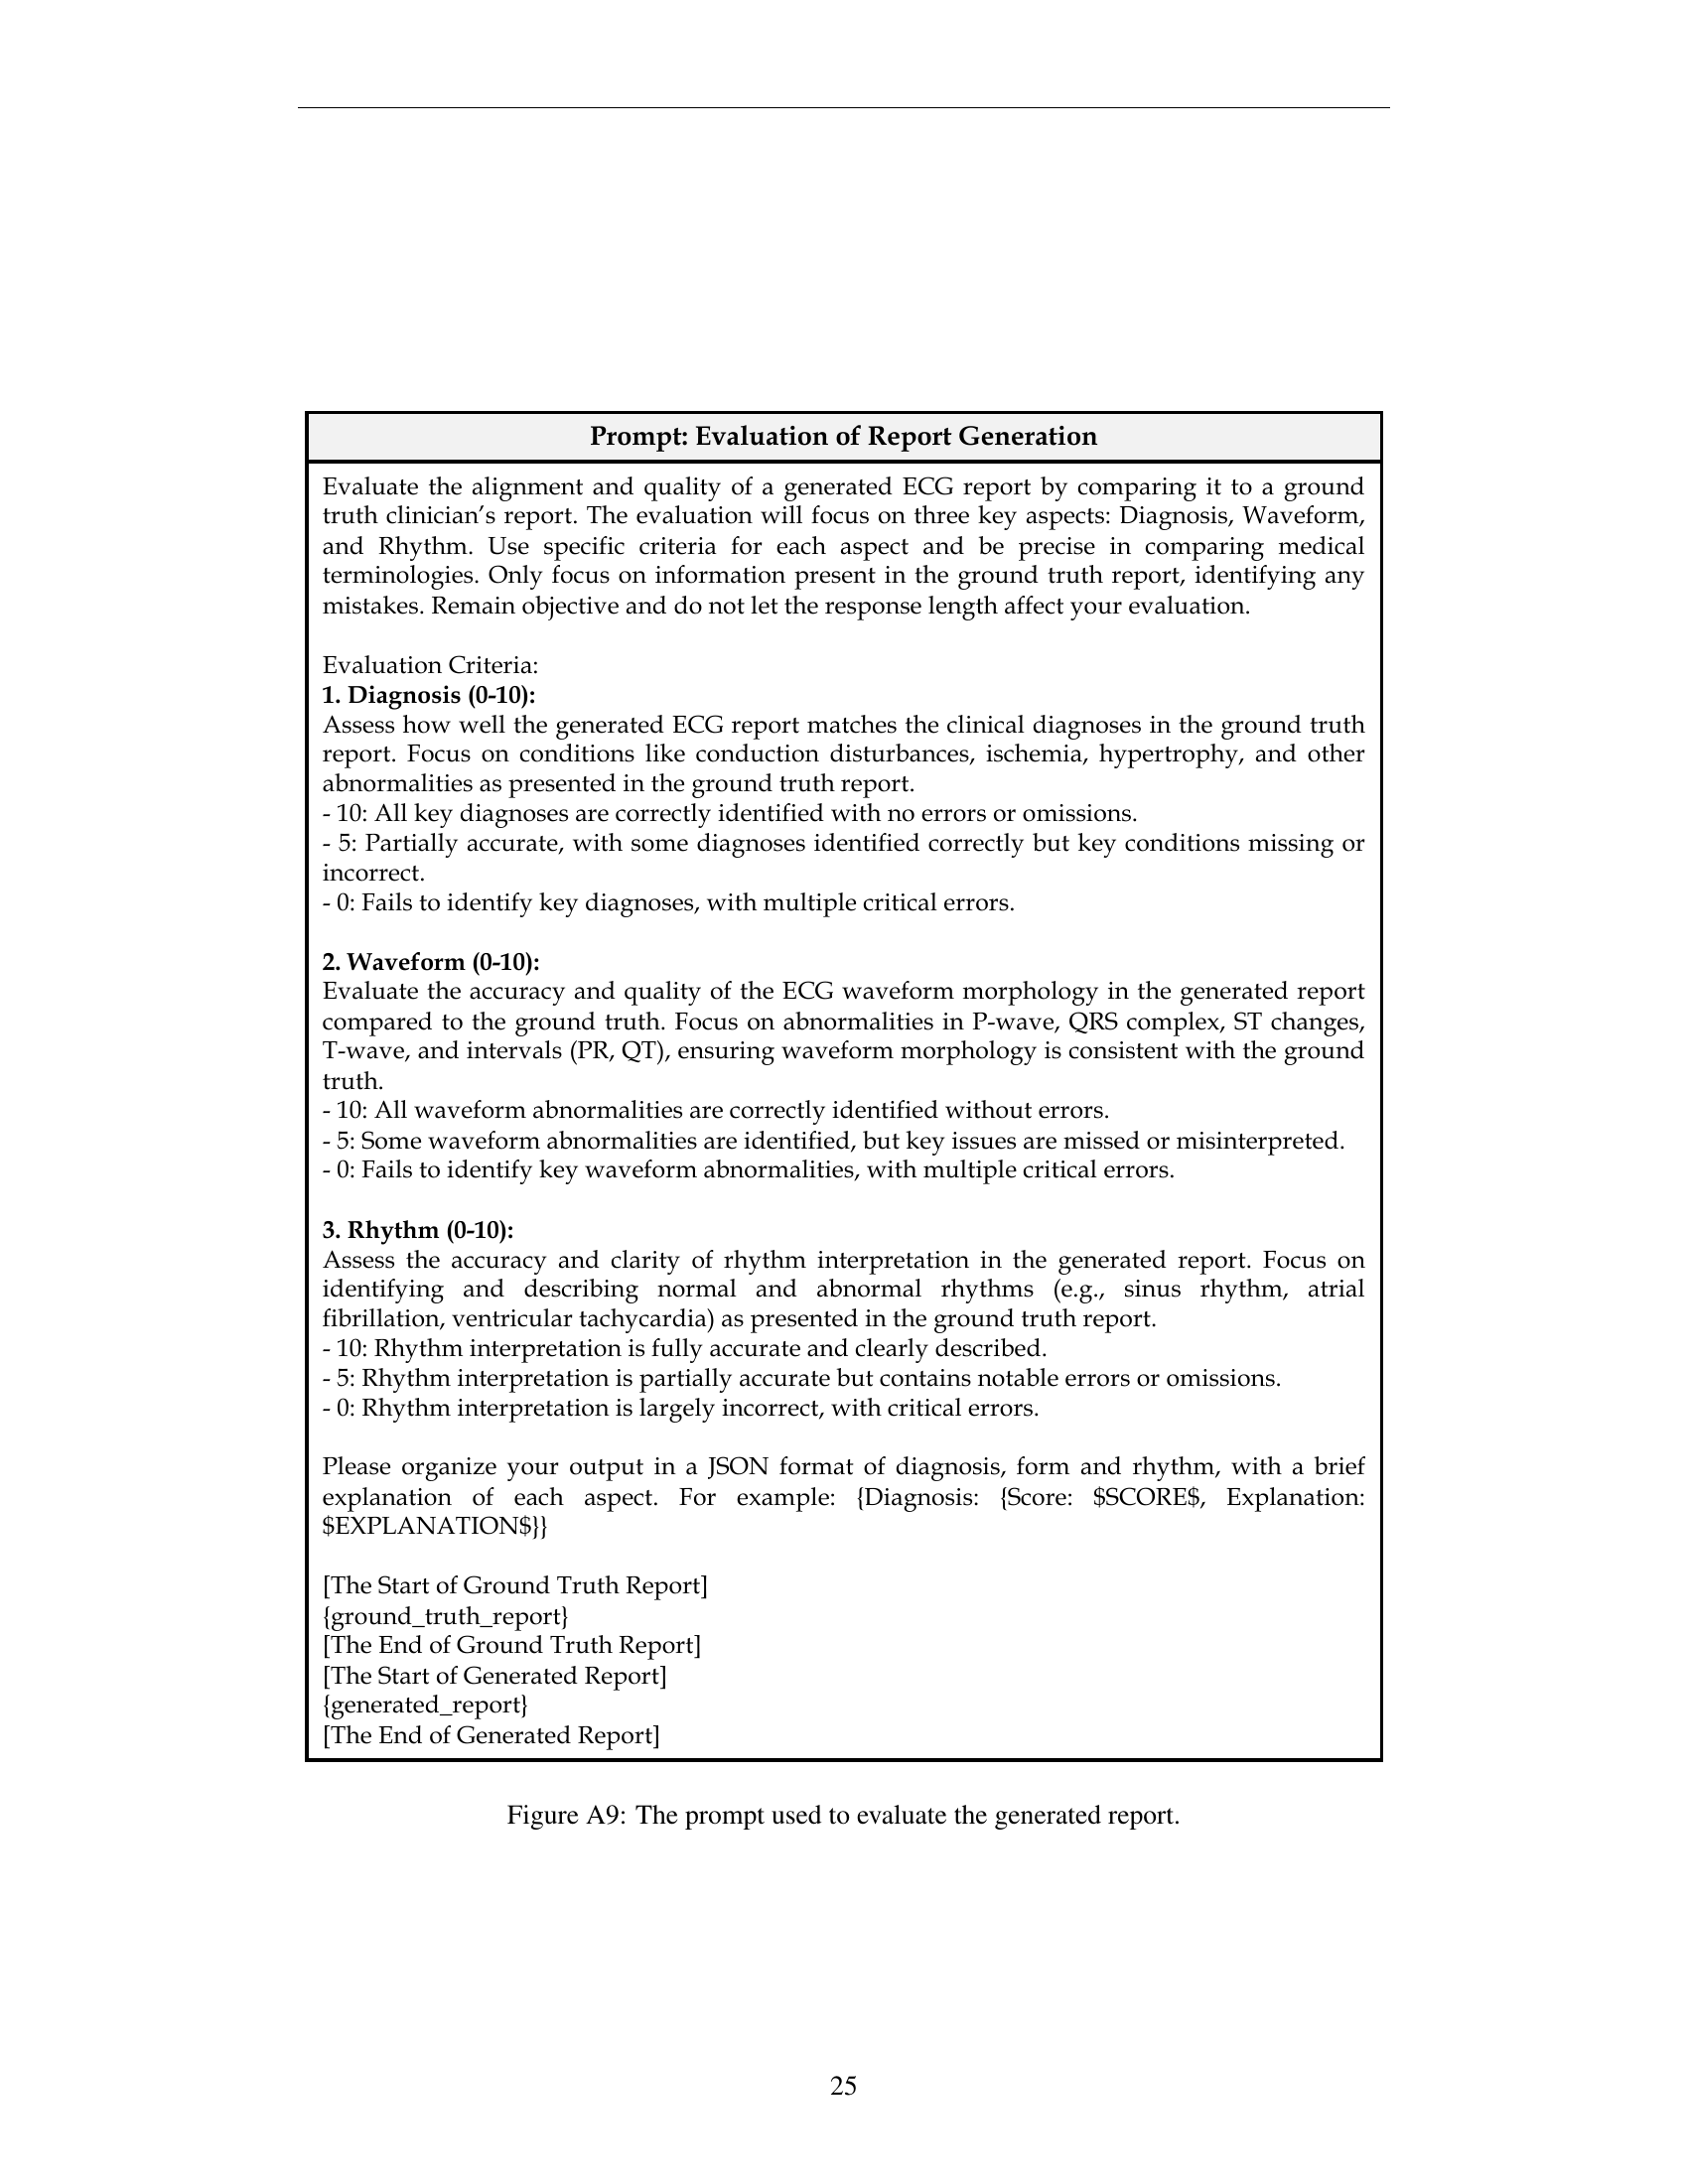 Prompt: Evaluation of Report Generation
Evaluate the alignment and quality of a generated ECG report by comparing it to a ground
truth clinician’s report. The evaluation will focus on three key aspects: Diagnosis, Waveform,
and Rhythm. Use specific criteria for each aspect and be precise in comparing medical
terminologies. Only focus on information present in the ground truth report, identifying any
mistakes. Remain objective and do not let the response length affect your evaluation.
Evaluation Criteria:
1. Diagnosis (0-10):
Assess how well the generated ECG report matches the clinical diagnoses in the ground truth
report. Focus on conditions like conduction disturbances, ischemia, hypertrophy, and other
abnormalities as presented in the ground truth report.
- 10: All key diagnoses are correctly identified with no errors or omissions.
- 5: Partially accurate, with some diagnoses identified correctly but key conditions missing or
incorrect.
- 0: Fails to identify key diagnoses, with multiple critical errors.
2. Waveform (0-10):
Evaluate the accuracy and quality of the ECG waveform morphology in the generated report
compared to the ground truth. Focus on abnormalities in P-wave, QRS complex, ST changes,
T-wave, and intervals (PR, QT), ensuring waveform morphology is consistent with the ground
truth.
- 10: All waveform abnormalities are correctly identified without errors.
- 5: Some waveform abnormalities are identified, but key issues are missed or misinterpreted.
- 0: Fails to identify key waveform abnormalities, with multiple critical errors.
3. Rhythm (0-10):
Assess the accuracy and clarity of rhythm interpretation in the generated report. Focus on
identifying and describing normal and abnormal rhythms (e.g., sinus rhythm, atrial
fibrillation, ventricular tachycardia) as presented in the ground truth report.
- 10: Rhythm interpretation is fully accurate and clearly described.
- 5: Rhythm interpretation is partially accurate but contains notable errors or omissions.
- 0: Rhythm interpretation is largely incorrect, with critical errors.
Please organize your output in a JSON format of diagnosis, form and rhythm, with a brief
explanation of each aspect. For example: {Diagnosis: {Score: $SCORE$, Explanation:
$EXPLANATION$}}
[The Start of Ground Truth Report]
{ground_truth_report}
[The End of Ground Truth Report]
[The Start of Generated Report]
{generated_report}
[The End of Generated Report]
Figure A9: The prompt used to evaluate the generated report.
25